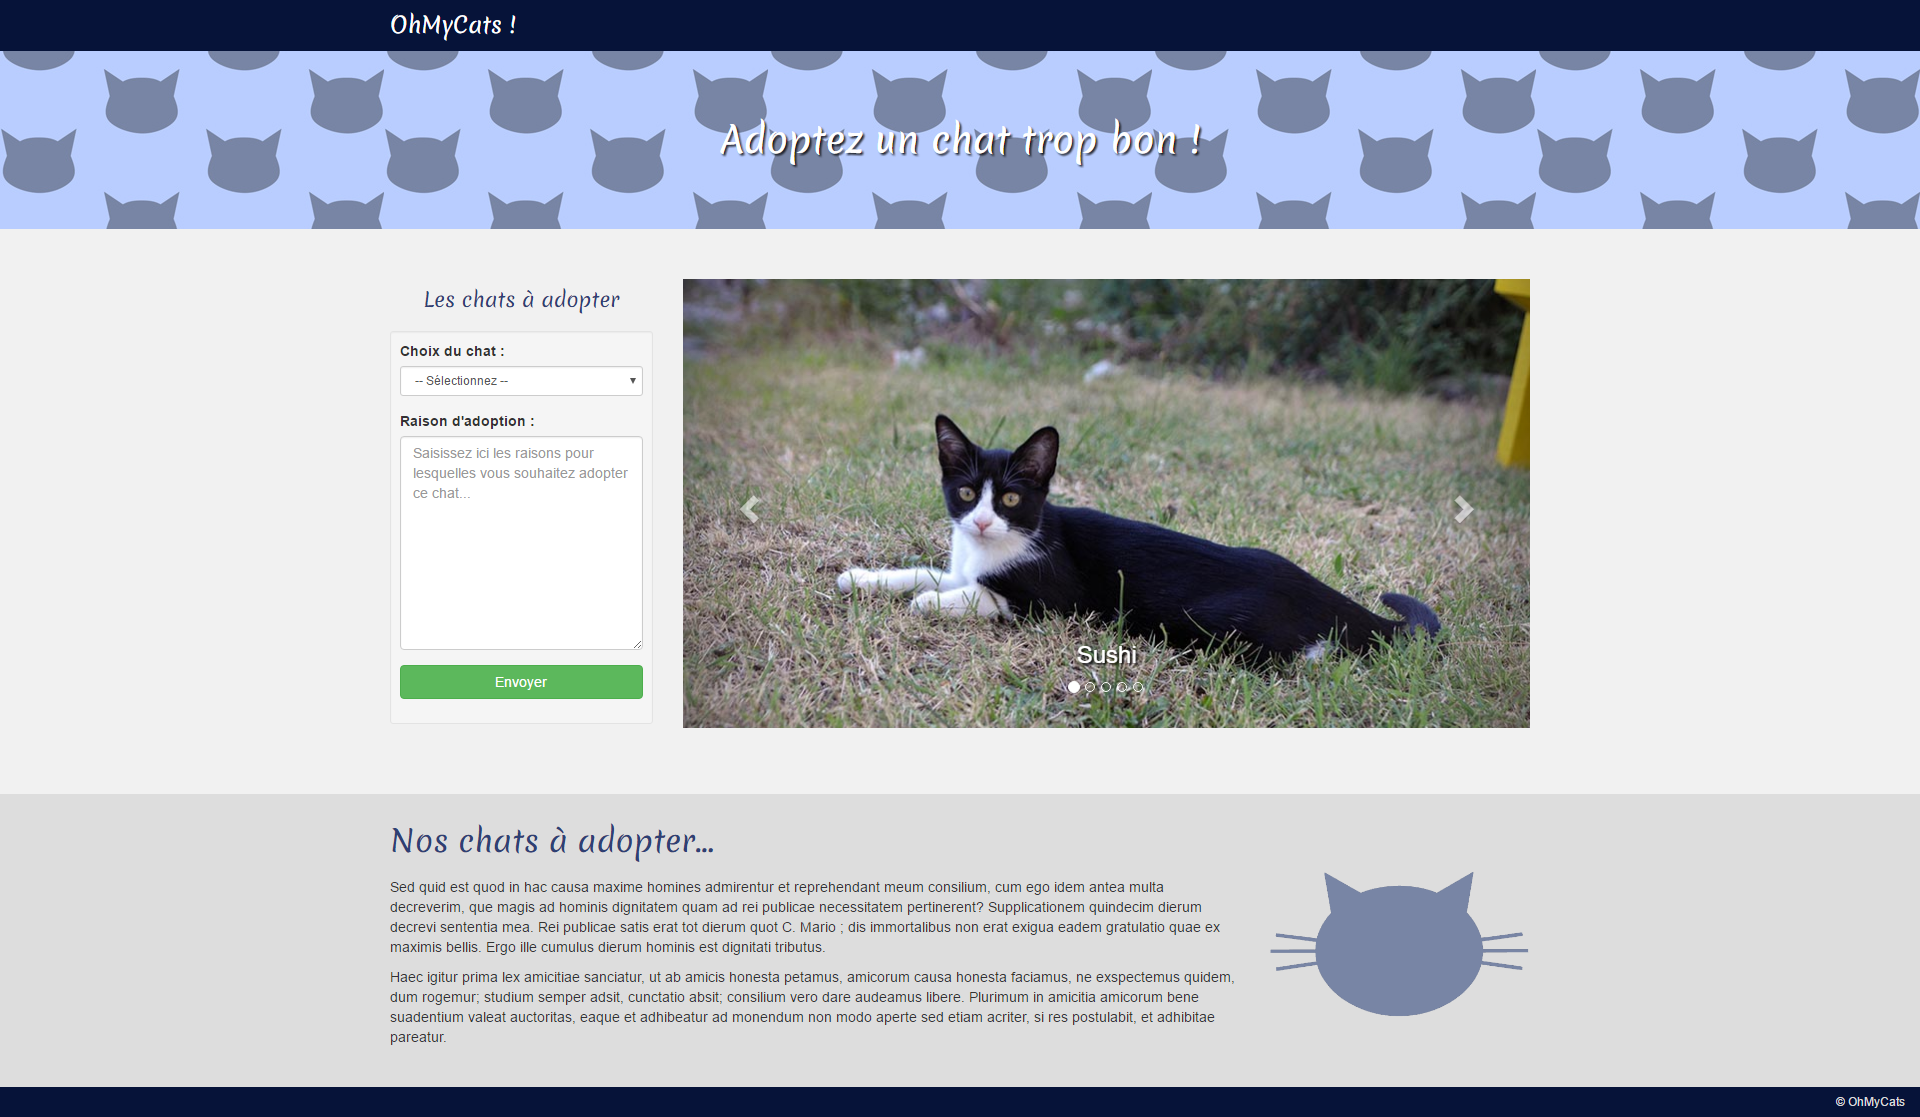 OhMyCats !
Adoptez un chat trop bon !
Les chats à adopter
Choix du chat :
-- Sélectionnez --
Raison d'adoption :
Saisissez ici les raisons pour
lesquelles vous souhaitez adopter
ce chat...
Envoyer
Sushi
Nos chats à adopter...
Sed quid est quod in hac causa maxime homines admirentur et reprehendant meum consilium, cum ego idem antea multa
decreverim, que magis ad hominis dignitatem quam ad rei publicae necessitatem pertinerent? Supplicationem quindecim dierum
decrevi sententia mea. Rei publicae satis erat tot dierum quot C. Mario ; dis immortalibus non erat exigua eadem gratulatio quae ex
maximis bellis. Ergo ille cumulus dierum hominis est dignitati tributus.
Haec igitur prima lex amicitiae sanciatur, ut ab amicis honesta petamus, amicorum causa honesta faciamus, ne exspectemus quidem,
dum rogemur; studium semper adsit, cunctatio absit; consilium vero dare audeamus libere. Plurimum in amicitia amicorum bene
suadentium valeat auctoritas, eaque et adhibeatur ad monendum non modo aperte sed etiam acriter, si res postulabit, et adhibitae
pareatur.
© OhMyCats